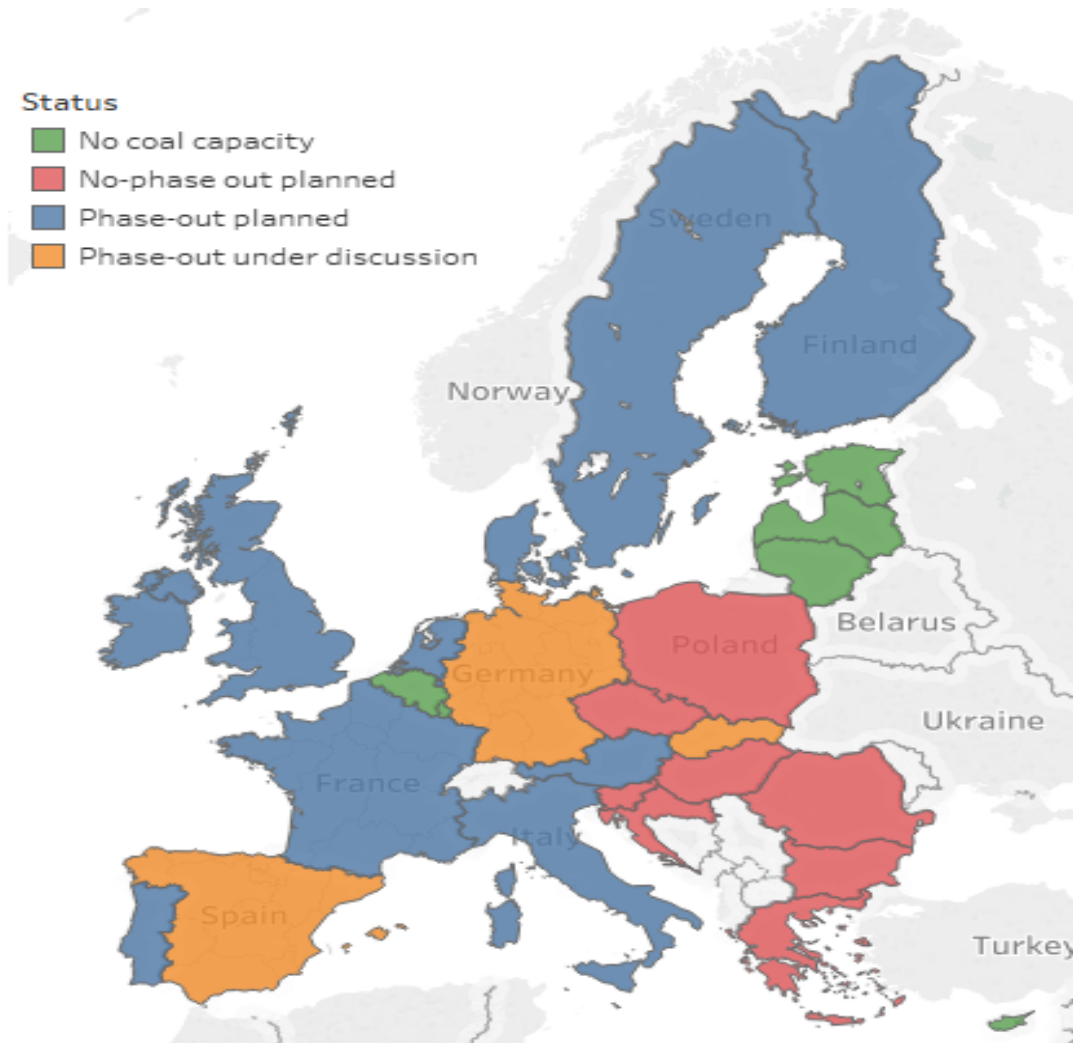 Status
No coal capacity
No-phase out planned
Phase-out planned
Phase-out under discussion
Sweden
Finland
Norway
Belarus
Poland
Germany
Ukraine
France
Italy
Spain
Turkey